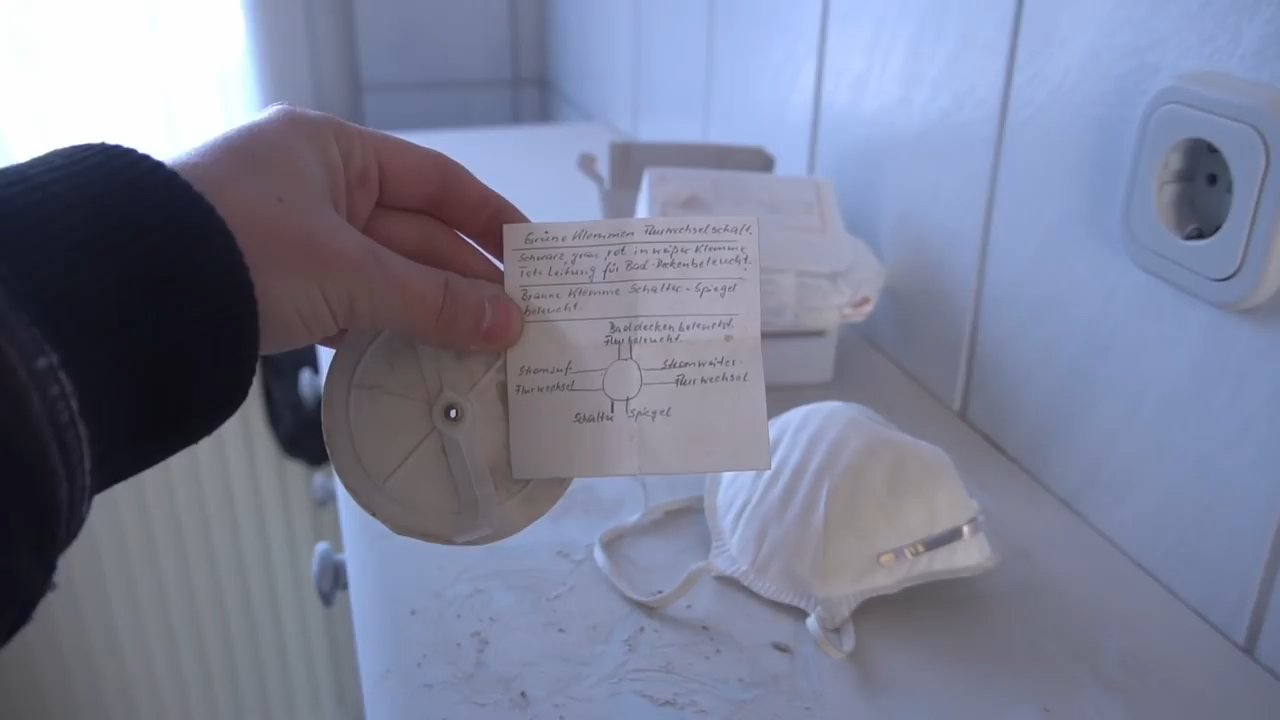 Grüne Klemmen Flurwechselschalt.
Schwarz, grau, rot in weißer Klemme
rote Leitung für Bad-Deckenbeleucht.
Braune Klemme Schalter-Spiegel
beleucht.
Baddeckenbeleucht.
Flurbeleucht.
Stromzuf. Stromweiter
Flurwechsel Flurwechsel
Schalter Spiegel